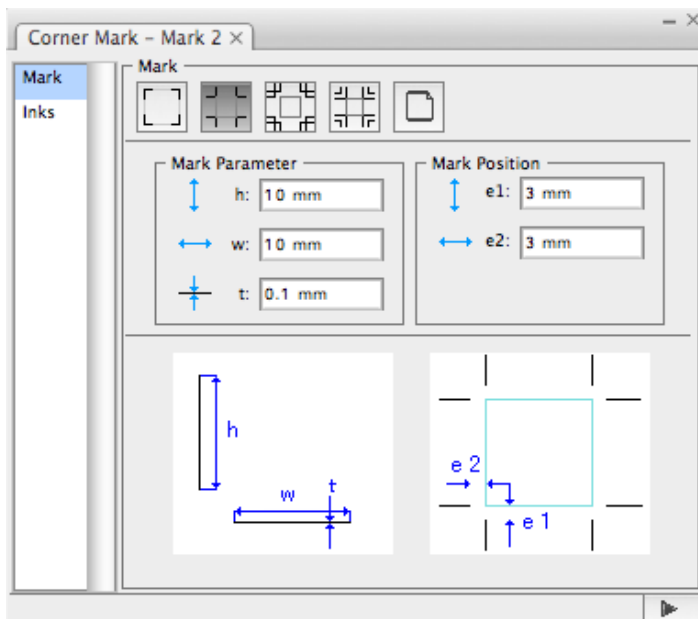 Corner Mark – Mark 2 ×
Mark
Inks
Mark
Mark Parameter
h: 10 mm
w: 10 mm
t: 0.1 mm
Mark Position
e1: 3 mm
e2: 3 mm
h
w
t
e 2
e 1